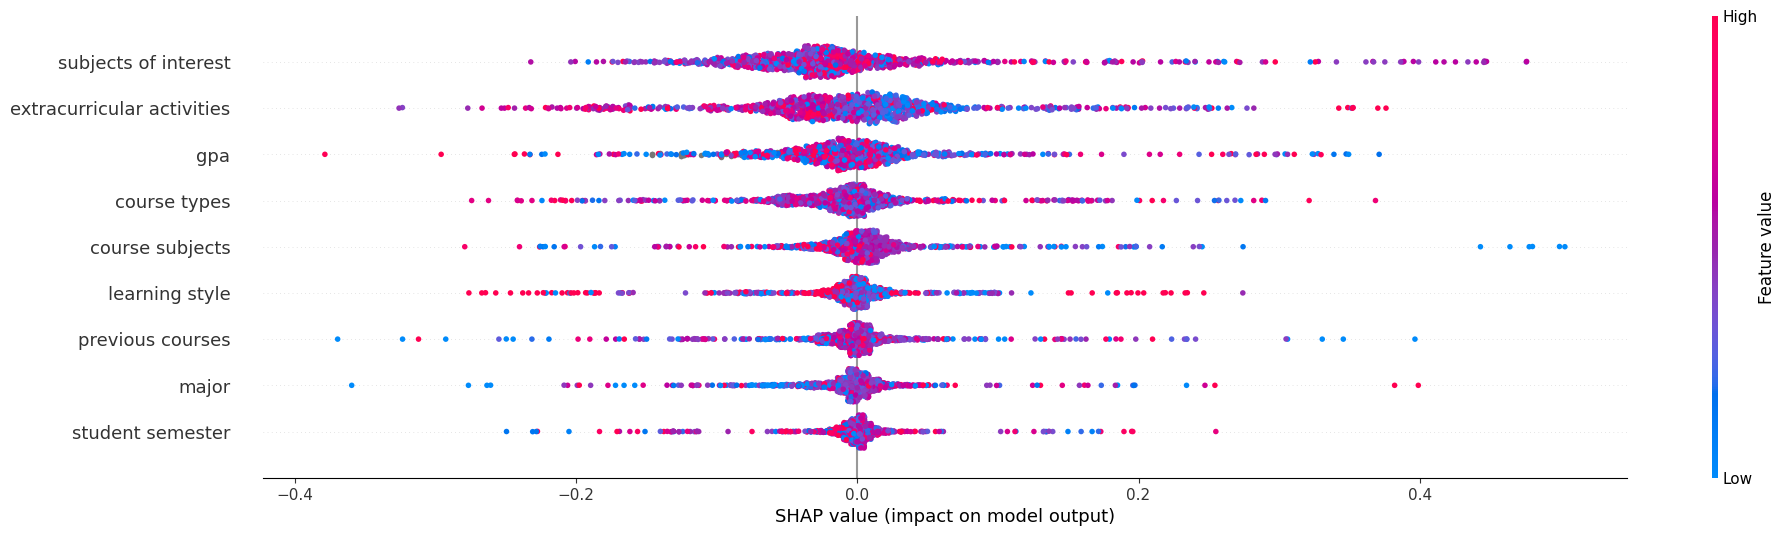 High
subjects of interest
extracurricular activities
gpa
course types
course subjects
learning style
previous courses
major
student semester
Feature value
Low
−0.4 −0.2 0.0 0.2 0.4
SHAP value (impact on model output)